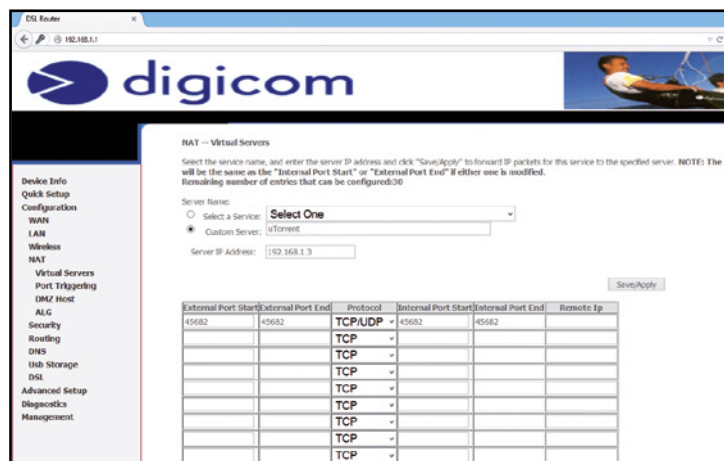 DSL Router
×
192.168.1.1
digicom
NAT -- Virtual Servers
Select the service name, and enter the server IP address and click "Save/Apply" to forward IP packets for this service to the specified server. NOTE: The
will be the same as the "Internal Port Start" or "External Port End" if either one is modified.
Remaining number of entries that can be configured:30
Server Name:
Select a Service: Select One
Custom Server: uTorrent
Server IP Address: 192.168.1.3
Save/Apply
External Port Start External Port End Protocol Internal Port Start Internal Port End Remote Ip
45682 45682 TCP/UDP 45682 45682
TCP
TCP
TCP
TCP
TCP
TCP
TCP
TCP
Device Info
Quick Setup
Configuration
WAN
LAN
Wireless
NAT
Virtual Servers
Port Triggering
DMZ Host
ALG
Security
Routing
DNS
Usb Storage
DSL
Advanced Setup
Diagnostics
Management